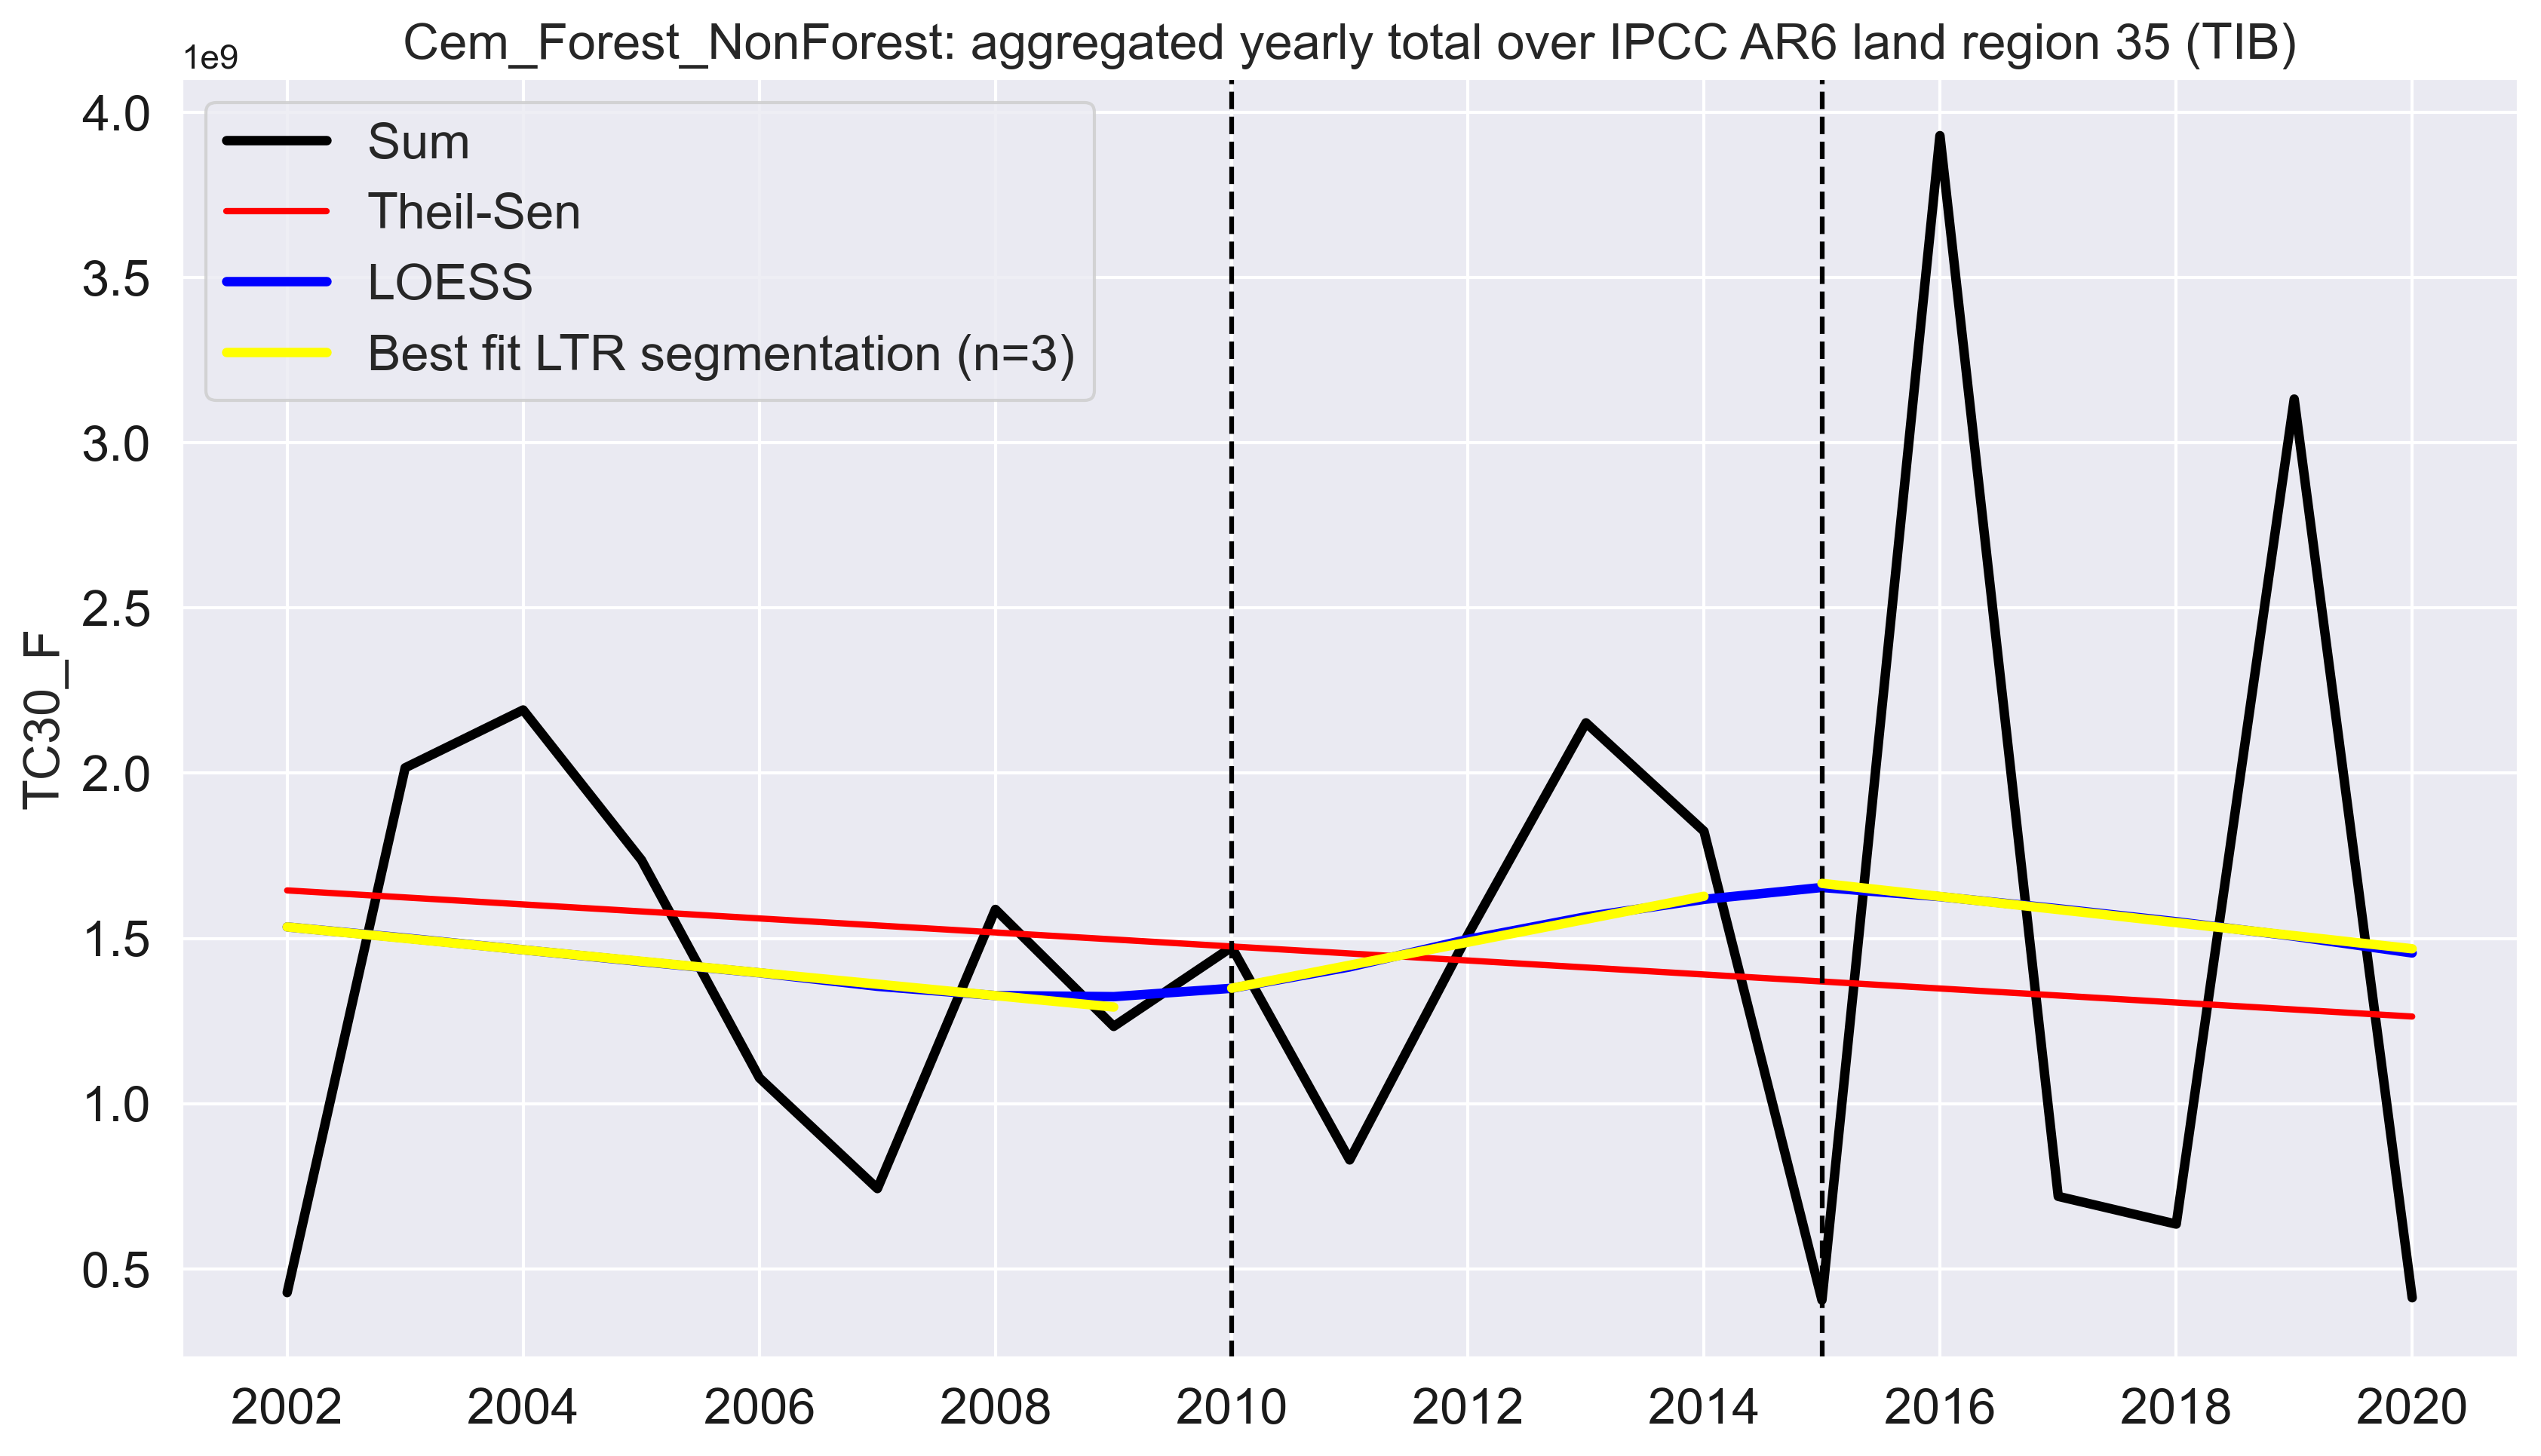 Cem_Forest_NonForest: aggregated yearly total over IPCC AR6 land region 35 (TIB)
1e9
4.0
3.5
3.0
2.5
2.0
1.5
1.0
0.5
TC30_F
Sum
Theil-Sen
LOESS
Best fit LTR segmentation (n=3)
2002 2004 2006 2008 2010 2012 2014 2016 2018 2020